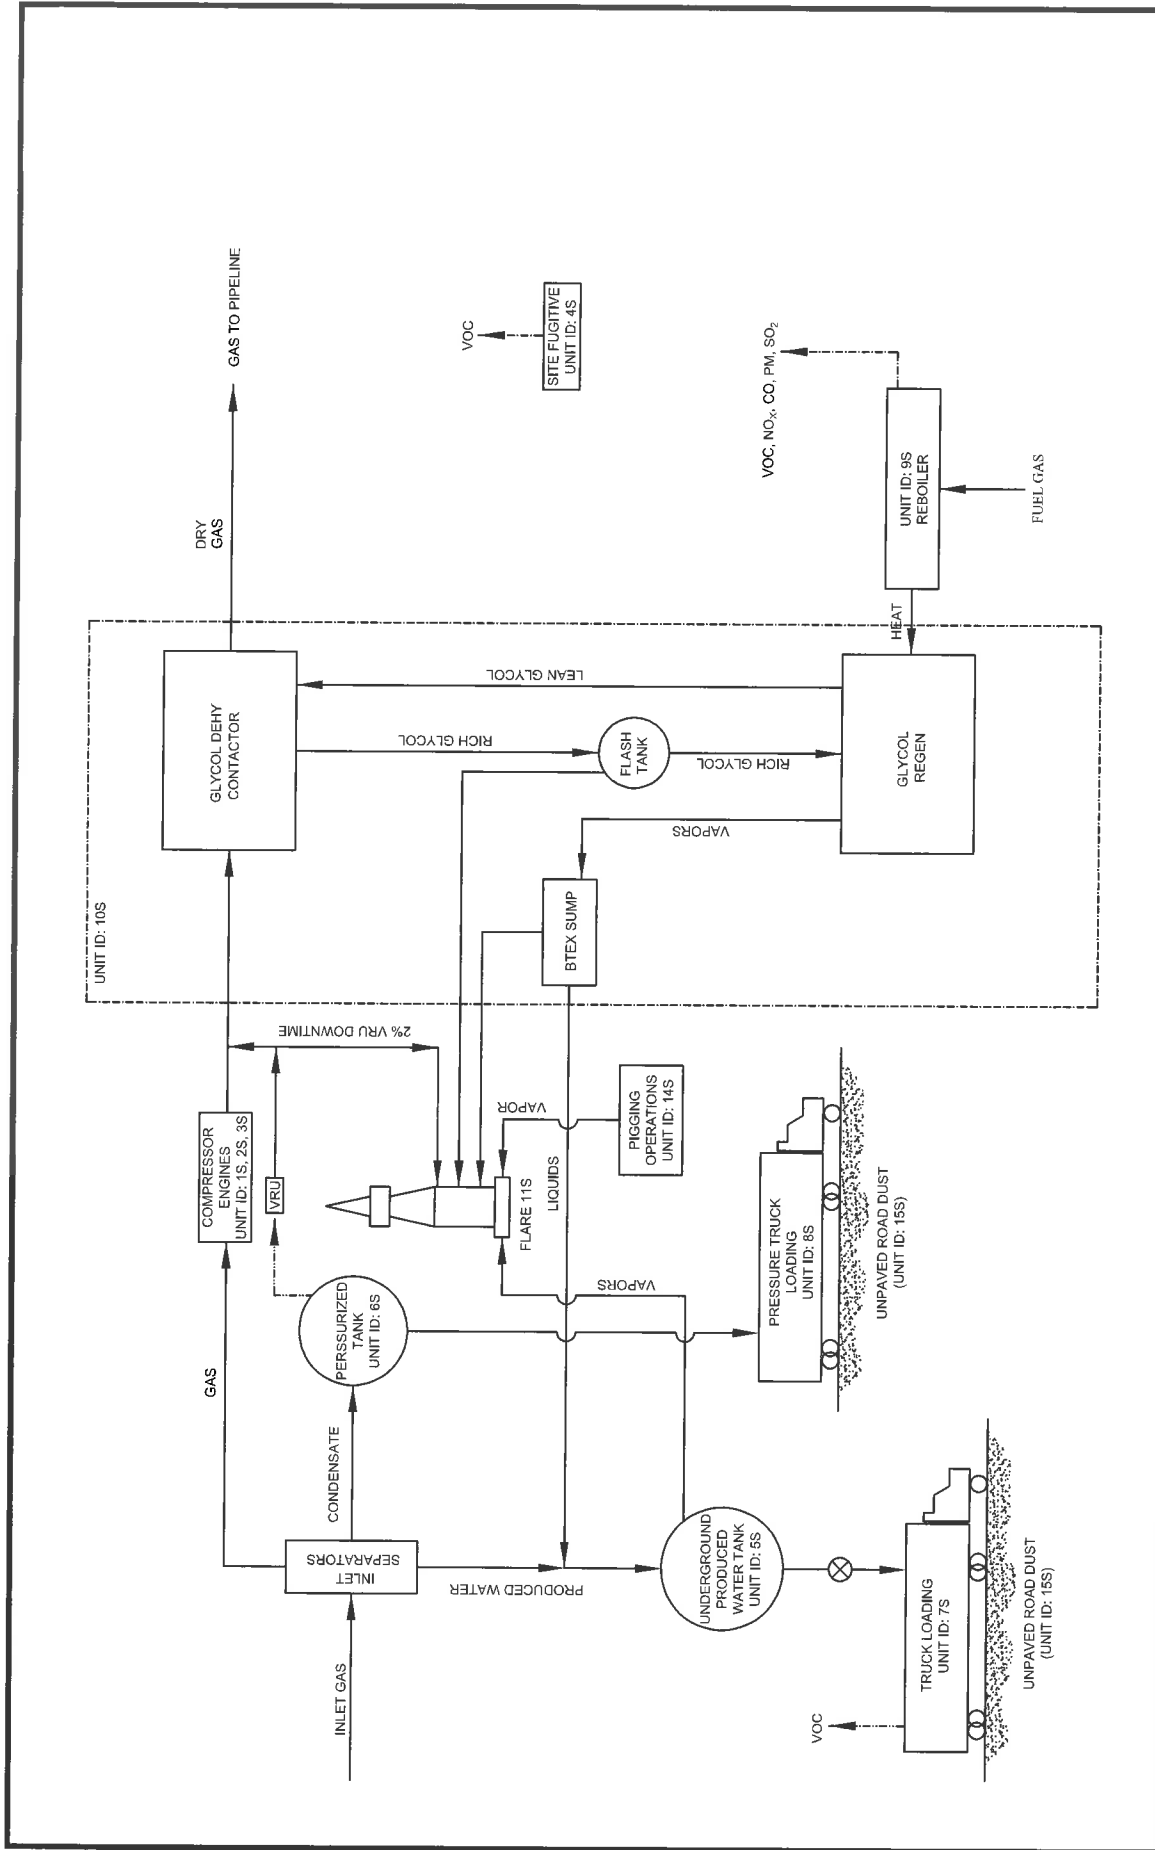 INLET GAS
INLET
SEPARATORS
GAS
CONDENSATE
PRODUCED WATER
PERSSURIZED
TANK
UNIT ID: 6S
VRU
COMPRESSOR
ENGINES
UNIT ID: 1S, 2S, 3S
2% VRU DOWNTIME
UNIT ID: 10S
GLYCOL DEHY
CONTACTOR
DRY
GAS
GAS TO PIPELINE
RICH GLYCOL
LEAN GLYCOL
FLASH
TANK
RICH GLYCOL
VAPORS
BTEX SUMP
GLYCOL
REGEN
HEAT
UNIT ID: 9S
REBOILER
FUEL GAS
VOC, NOX, CO, PM, SO2
VOC
SITE FUGITIVE
UNIT ID: 4S
FLARE 11S
VAPOR
LIQUIDS
PIGGING
OPERATIONS
UNIT ID: 14S
VAPORS
UNDERGROUND
PRODUCED
WATER TANK
UNIT ID: 5S
PRESSURE TRUCK
LOADING
UNIT ID: 8S
UNPAVED ROAD DUST
(UNIT ID: 15S)
VOC
TRUCK LOADING
UNIT ID: 7S
UNPAVED ROAD DUST
(UNIT ID: 15S)